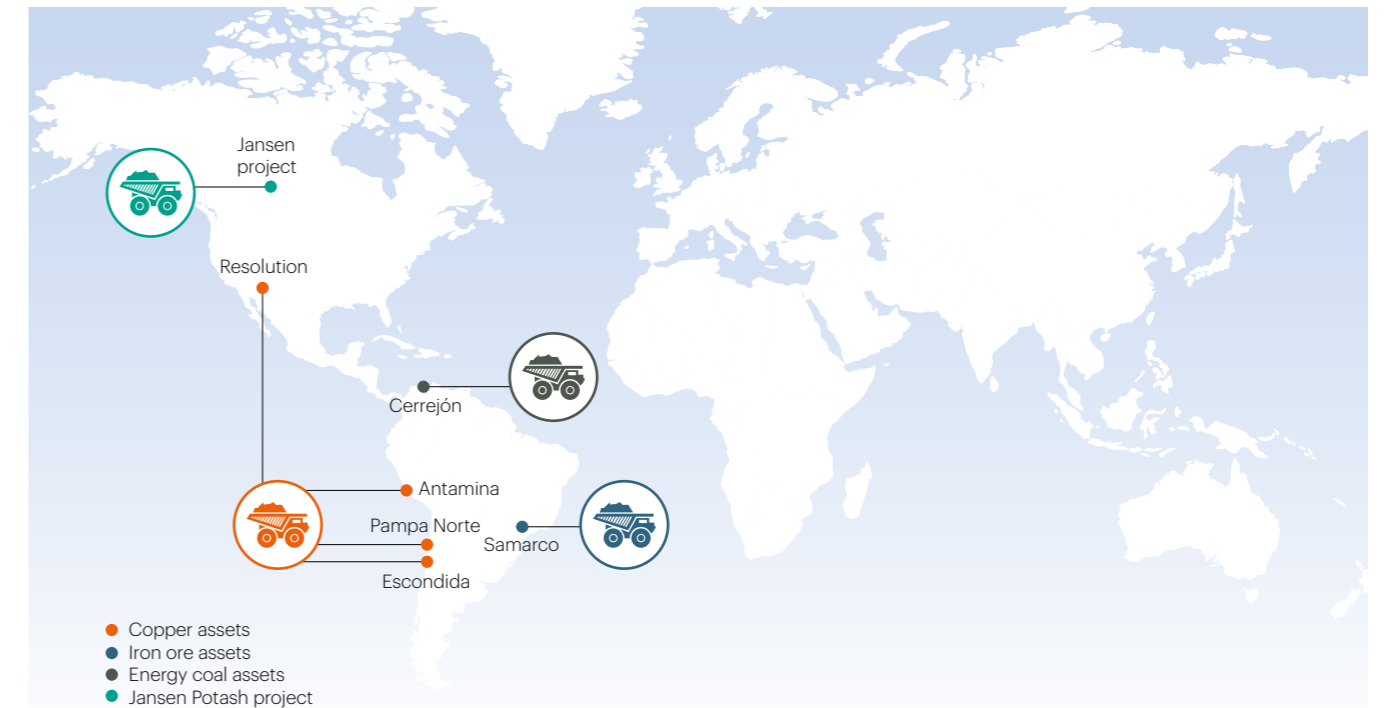 Jansen
project
Resolution
Cerrejón
Antamina
Pampa Norte
Samarco
Escondida
Copper assets
Iron ore assets
Energy coal assets
Jansen Potash project